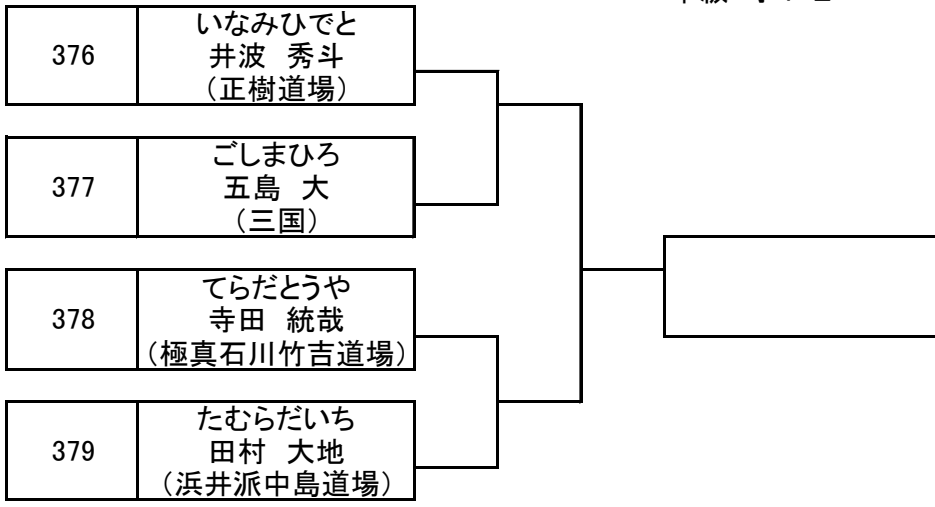 376
いなみひでと
井波 秀斗
（正樹道場）
377
ごしまひろ
五島 大
（三国）
378
てらだとうや
寺田 統哉
（極真石川竹吉道場）
379
たむらだいち
田村 大地
（浜井派中島道場）